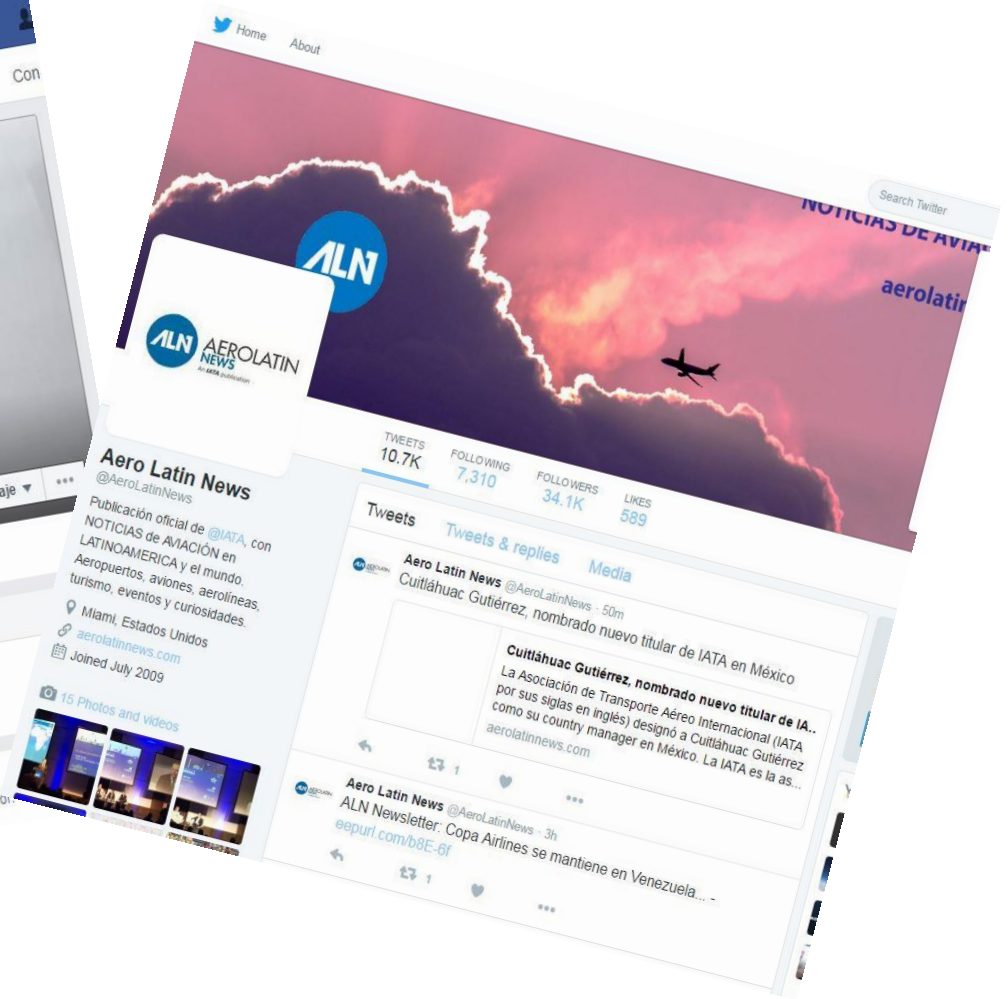 Con
aje
Home About
Search Twitter
NOTICIAS DE AVIA
aerolatin
ALN
ALN AEROLATIN
NEWS
An IATA publication
TWEETS FOLLOWING FOLLOWERS LIKES
10.7K 7,310 34.1K 589
Aero Latin News
@AeroLatinNews
Publicación oficial de @IATA, con
NOTICIAS de AVIACIÓN en
LATINOAMERICA y el mundo.
Aeropuertos, aviones, aerolíneas,
turismo, eventos y curiosidades.
Miami, Estados Unidos
aerolatinnews.com
Joined July 2009
15 Photos and videos
Tweets Tweets & replies Media
Aero Latin News @AeroLatinNews · 50m
Cuitláhuac Gutiérrez, nombrado nuevo titular de IATA en México
Cuitláhuac Gutiérrez, nombrado nuevo titular de IA...
La Asociación de Transporte Aéreo Internacional (IATA
por sus siglas en inglés) designó a Cuitláhuac Gutiérrez
como su country manager en México. La IATA es la as...
aerolatinnews.com
1
Aero Latin News @AeroLatinNews · 3h
ALN Newsletter: Copa Airlines se mantiene en Venezuela... -
eepurl.com/b8E-6f
1